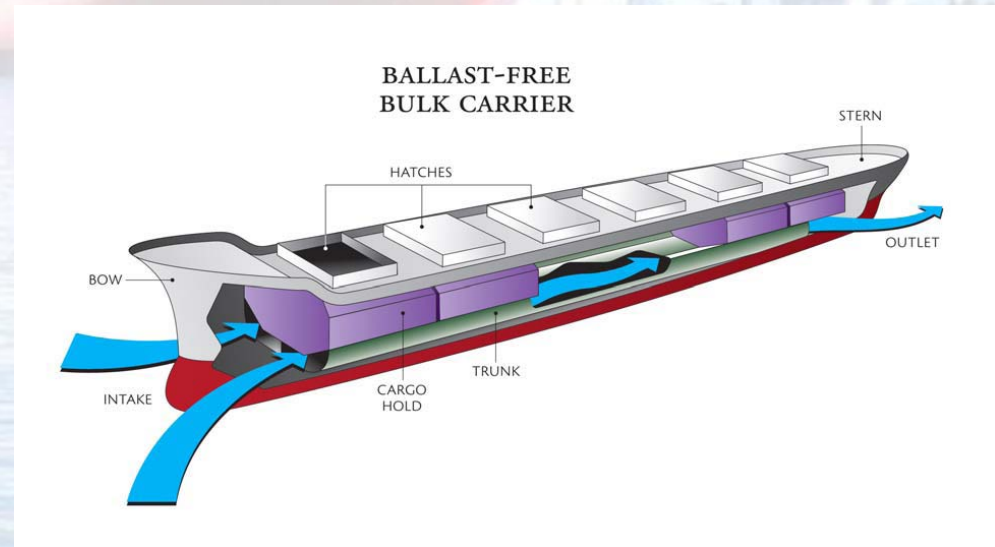 BALLAST-FREE
BULK CARRIER
STERN
HATCHES
OUTLET
BOW
TRUNK
CARGO
HOLD
INTAKE